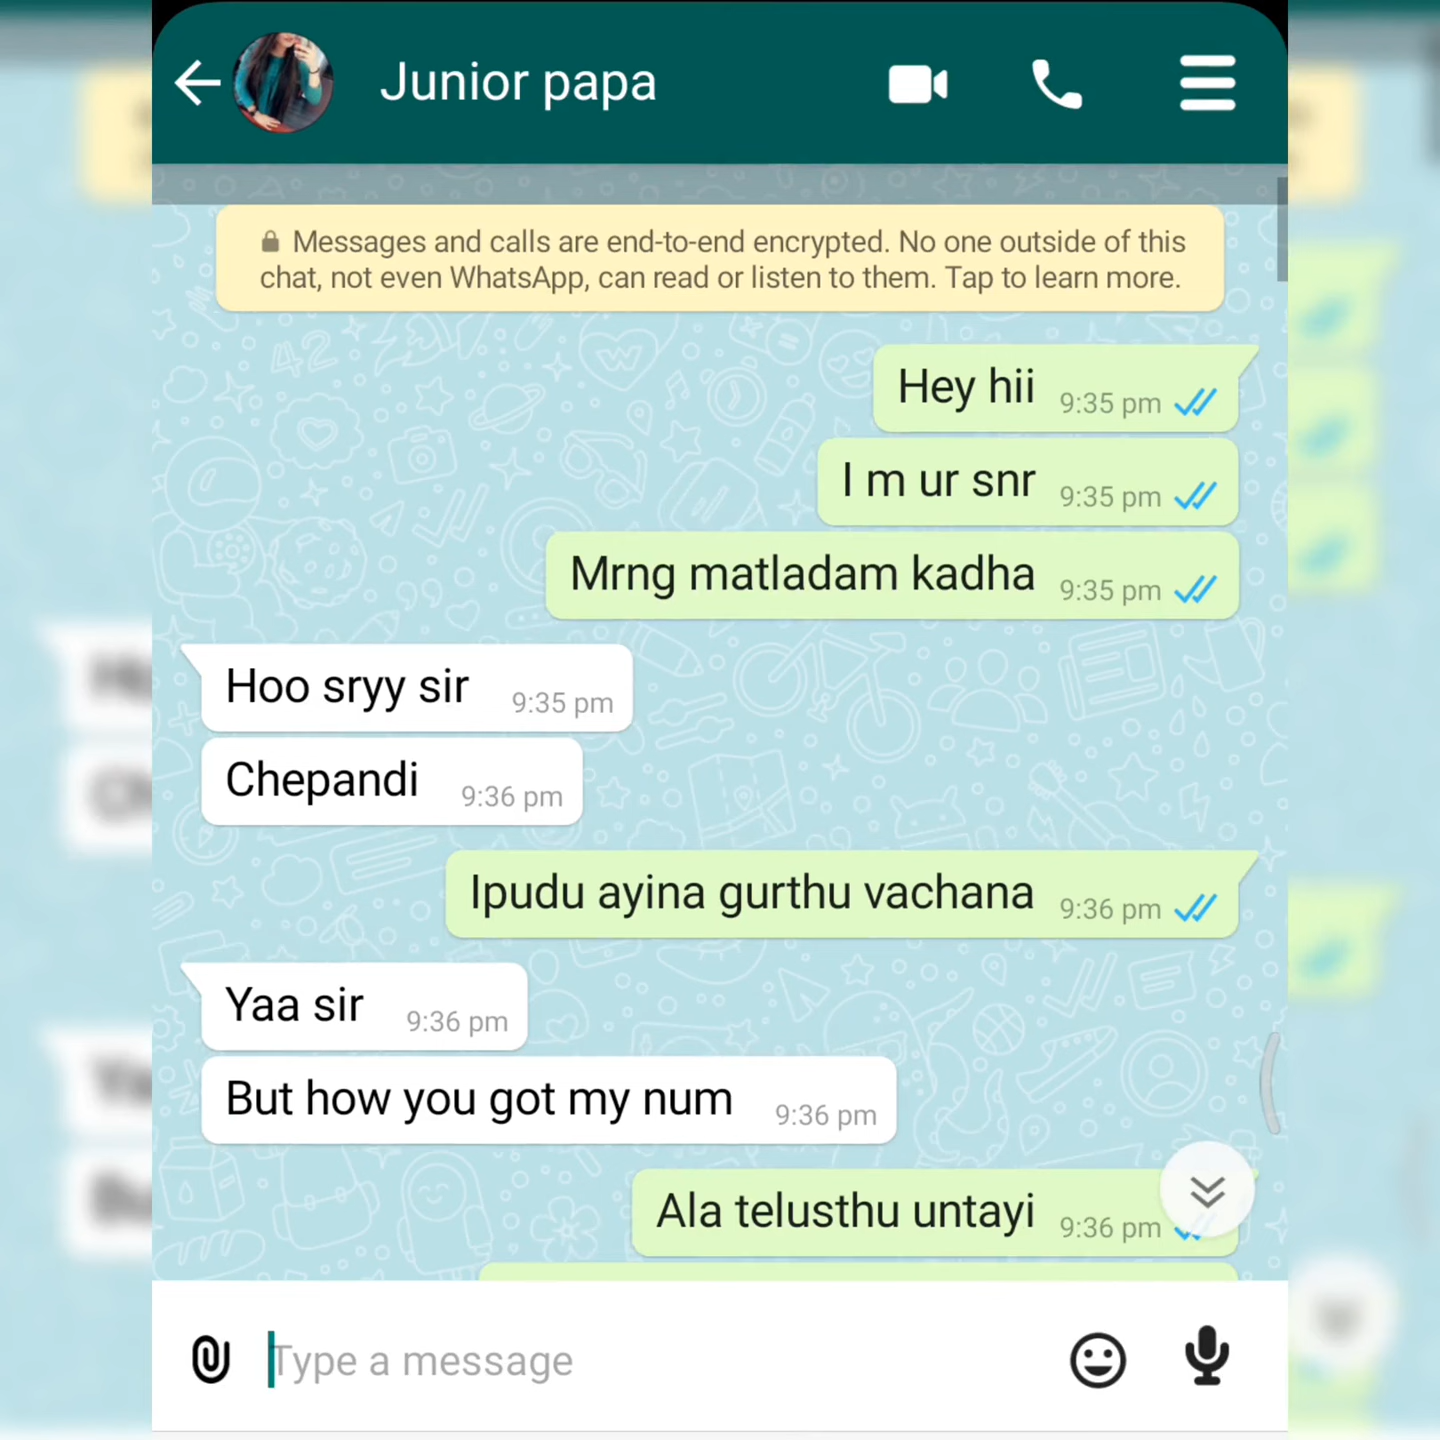 Junior papa
Messages and calls are end-to-end encrypted. No one outside of this
chat, not even WhatsApp, can read or listen to them. Tap to learn more.
Hey hii 9:35 pm
I m ur snr 9:35 pm
Mrng matladam kadha 9:35 pm
Hoo sryy sir 9:35 pm
Chepandi 9:36 pm
Ipudu ayina gurthu vachana 9:36 pm
Yaa sir 9:36 pm
But how you got my num 9:36 pm
Ala telusthu untayi 9:36 pm
Type a message